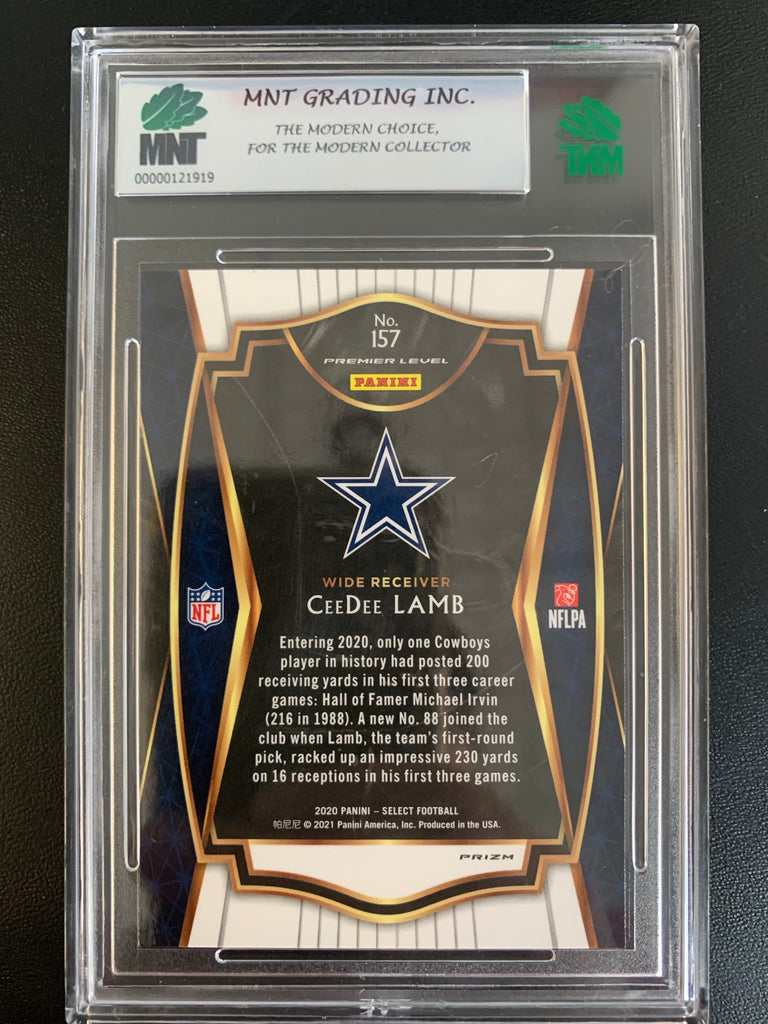 MNT GRADING INC.
THE MODERN CHOICE,
FOR THE MODERN COLLECTOR
MNT
00000121919
MNT
No.
157
PREMIER LEVEL
PANINI
WIDE RECEIVER
CEEDEE LAMB
NFL
NFLPA
Entering 2020, only one Cowboys
player in history had posted 200
receiving yards in his first three career
games: Hall of Famer Michael Irvin
(216 in 1988). A new No. 88 joined the
club when Lamb, the team's first-round
pick, racked up an impressive 230 yards
on 16 receptions in his first three games.
2020 PANINI – SELECT FOOTBALL
帕尼尼 © 2021 Panini America, Inc. Produced in the USA.
PRIZM